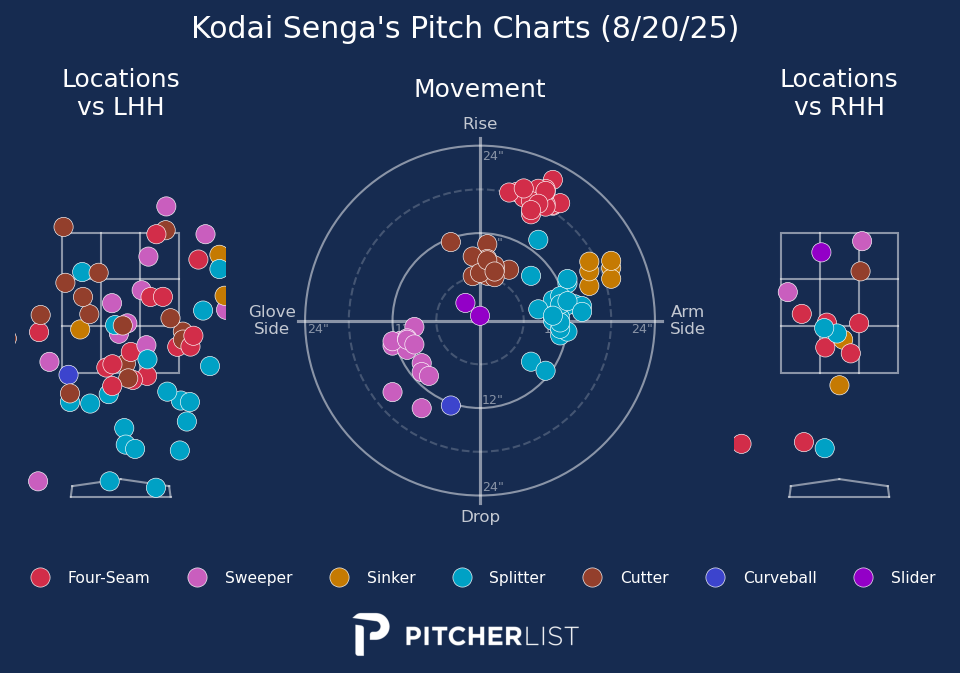 Kodai Senga's Pitch Charts (8/20/25)
Locations
vs LHH
Movement
Locations
vs RHH
Rise
24"
Glove
Side
24"
24"
Arm
Side
12"
24"
Drop
Four-Seam
Sweeper
Sinker
Splitter
Cutter
Curveball
Slider
PITCHERLIST